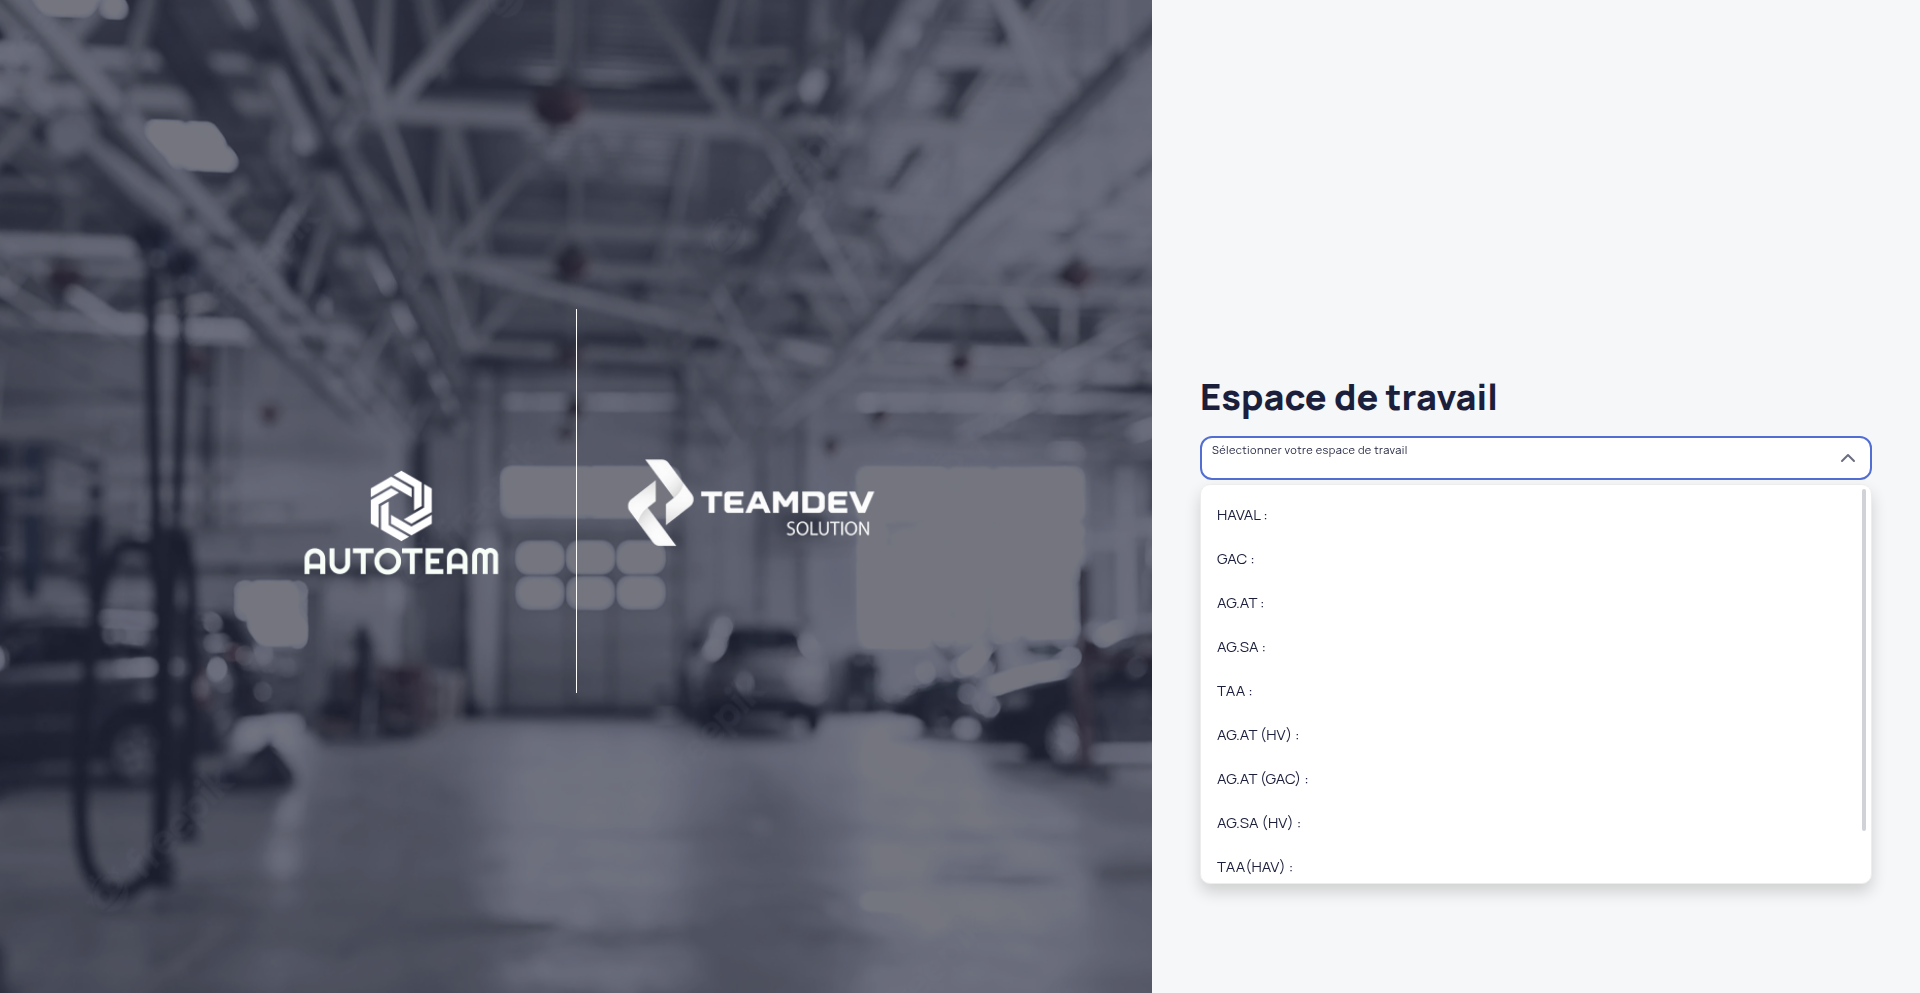 AUTOTEAM
TEAMDEV
SOLUTION
Espace de travail
Sélectionner votre espace de travail
HAVAL :
GAC :
AG.AT :
AG.SA :
TAA :
AG.AT (HV) :
AG.AT (GAC) :
AG.SA (HV) :
TAA(HAV) :